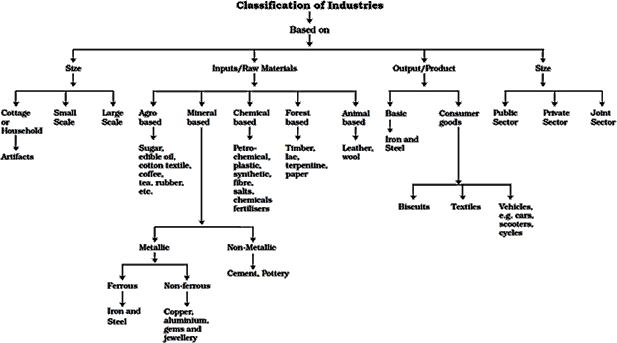 Classification of Industries
Based on
Size
Inputs/Raw Materials
Output/Product
Size
Cottage
or
Household
Small
Scale
Large
Scale
Agro
based
Mineral
based
Chemical
based
Forest
based
Animal
based
Basic
Consumer
goods
Public
Sector
Private
Sector
Joint
Sector
Artifacts
Sugar,
edible oil,
cotton textile,
coffee,
tea, rubber,
etc.
Petro-
chemical,
plastic,
synthetic,
fibre,
salts,
chemicals
fertilisers
Timber,
lac,
terpentine,
paper
Leather,
wool
Iron and
Steel
Biscuits
Textiles
Vehicles,
e.g. cars,
scooters,
cycles
Metallic
Non-Metallic
Cement, Pottery
Ferrous
Non-ferrous
Iron and
Steel
Copper,
aluminium,
gems and
jewellery